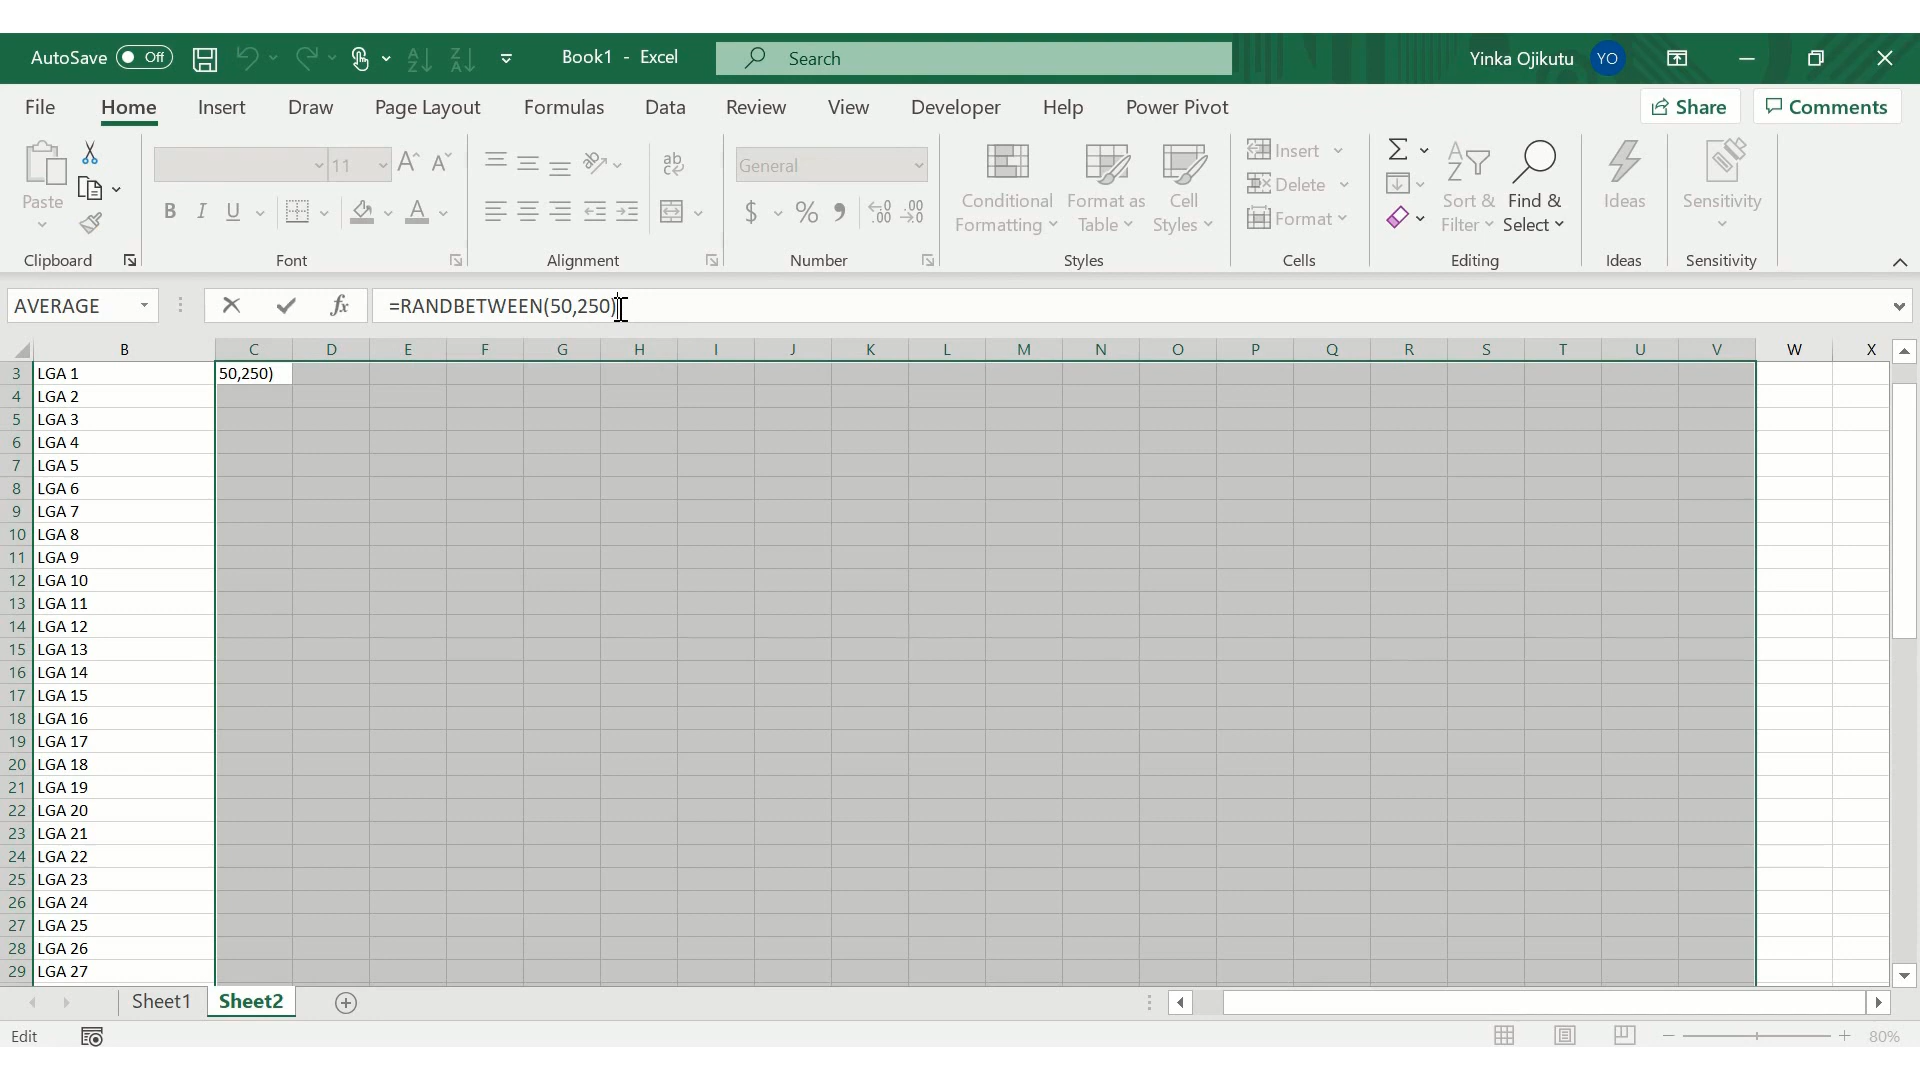 AutoSave Off Book1 - Excel Search Yinka Ojikutu YO
File Home Insert Draw Page Layout Formulas Data Review View Developer Help Power Pivot Share Comments
Paste
11
ab
General
$ % 9 .00 .00
Conditional Formatting
Format as Table
Cell Styles
Insert
Delete
Format
Sort & Filter
Find & Select
Ideas
Sensitivity
B I U A
Clipboard Font Alignment Number Styles Cells Editing Ideas Sensitivity
AVERAGE fx =RANDBETWEEN(50,250)
B C D E F G H I J K L M N O P Q R S T U V W X
3 LGA 1 50,250)
4 LGA 2
5 LGA 3
6 LGA 4
7 LGA 5
8 LGA 6
9 LGA 7
10 LGA 8
11 LGA 9
12 LGA 10
13 LGA 11
14 LGA 12
15 LGA 13
16 LGA 14
17 LGA 15
18 LGA 16
19 LGA 17
20 LGA 18
21 LGA 19
22 LGA 20
23 LGA 21
24 LGA 22
25 LGA 23
26 LGA 24
27 LGA 25
28 LGA 26
29 LGA 27
Sheet1 Sheet2
Edit 80%